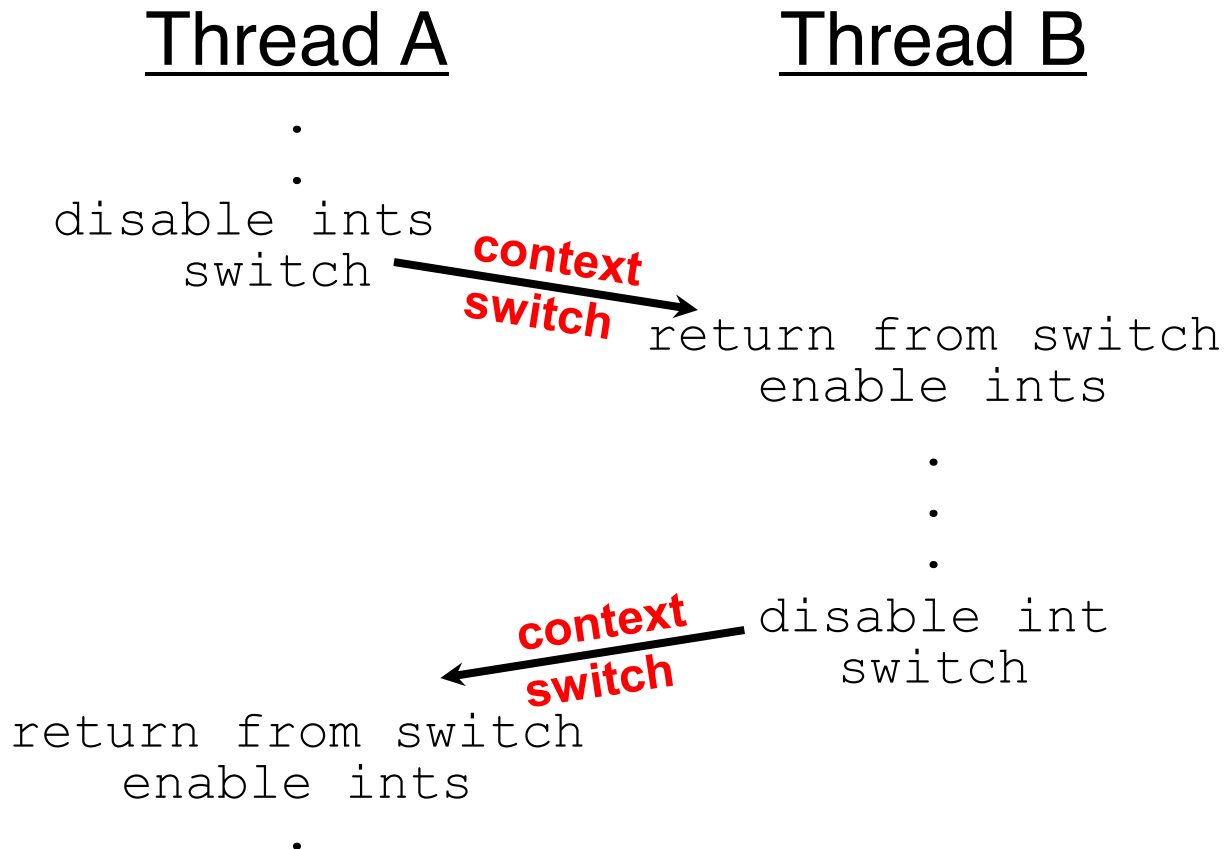 Thread A
Thread B
.
.
disable ints
switch
context
switch
return from switch
enable ints
.
.
.
disable int
switch
context
switch
return from switch
enable ints
.